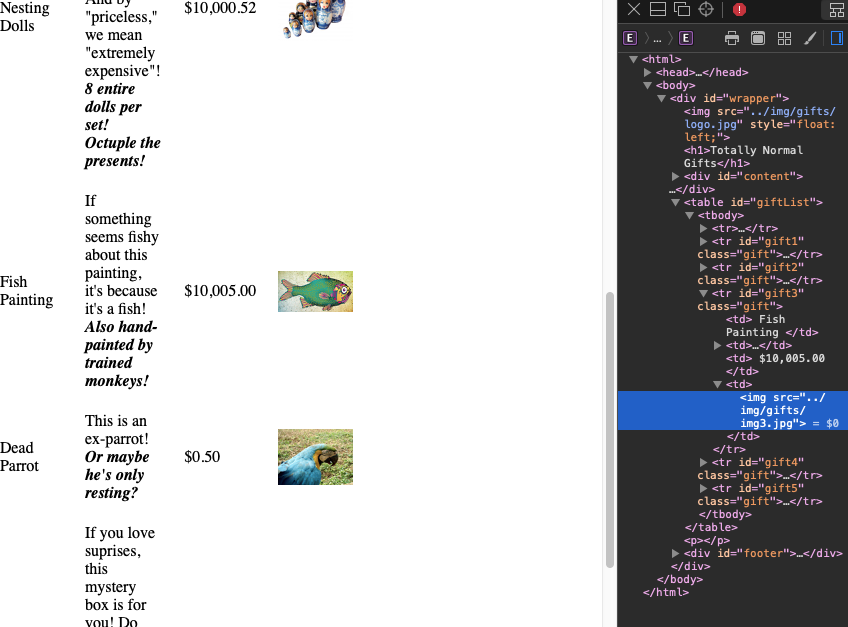 Nesting
Dolls
And by
"priceless,"
we mean
"extremely
expensive"!
8 entire
dolls per
set!
Octuple the
presents!
$10,000.52
Fish
Painting
If
something
seems fishy
about this
painting,
it's because
it's a fish!
Also hand-
painted by
trained
monkeys!
$10,005.00
Dead
Parrot
This is an
ex-parrot!
Or maybe
he's only
resting?
$0.50
If you love
suprises,
this
mystery
box is for
you! Do
E … E
<html>
<head>…</head>
<body>
<div id="wrapper">
<img src="../img/gifts/
logo.jpg" style="float:
left;">
<h1>Totally Normal
Gifts</h1>
<div id="content">
…</div>
<table id="giftList">
<tbody>
<tr>…</tr>
<tr id="gift1"
class="gift">…</tr>
<tr id="gift2"
class="gift">…</tr>
<tr id="gift3"
class="gift">
<td> Fish
Painting </td>
<td>…</td>
<td> $10,005.00
</td>
<td>
<img src="../
img/gifts/
img3.jpg"> = $0
</td>
</tr>
<tr id="gift4"
class="gift">…</tr>
<tr id="gift5"
class="gift">…</tr>
</tbody>
</table>
<p></p>
<div id="footer">…</div>
</div>
</body>
</html>